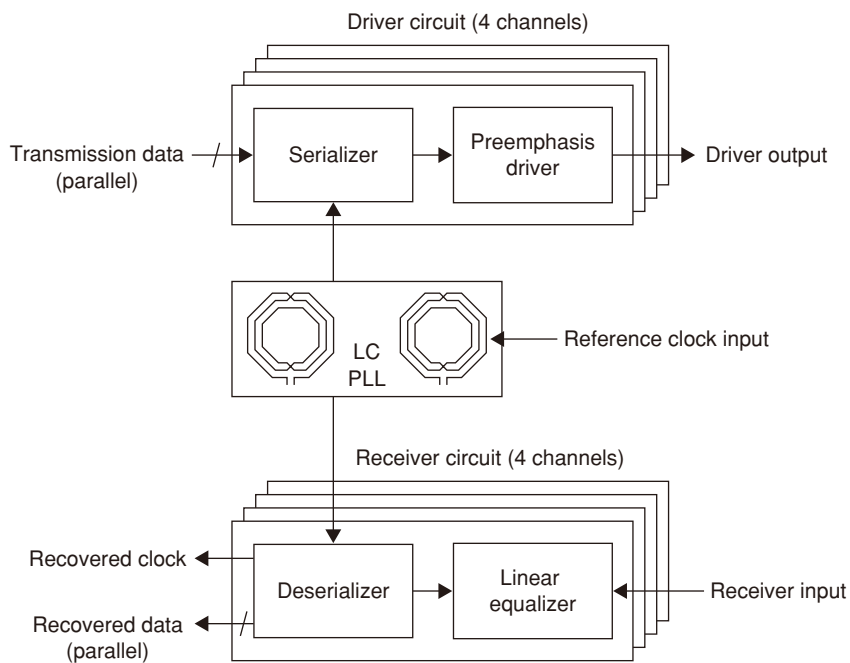 Driver circuit (4 channels)
Transmission data
(parallel)
Serializer
Preemphasis
driver
Driver output
LC
PLL
Reference clock input
Receiver circuit (4 channels)
Recovered clock
Recovered data
(parallel)
Deserializer
Linear
equalizer
Receiver input